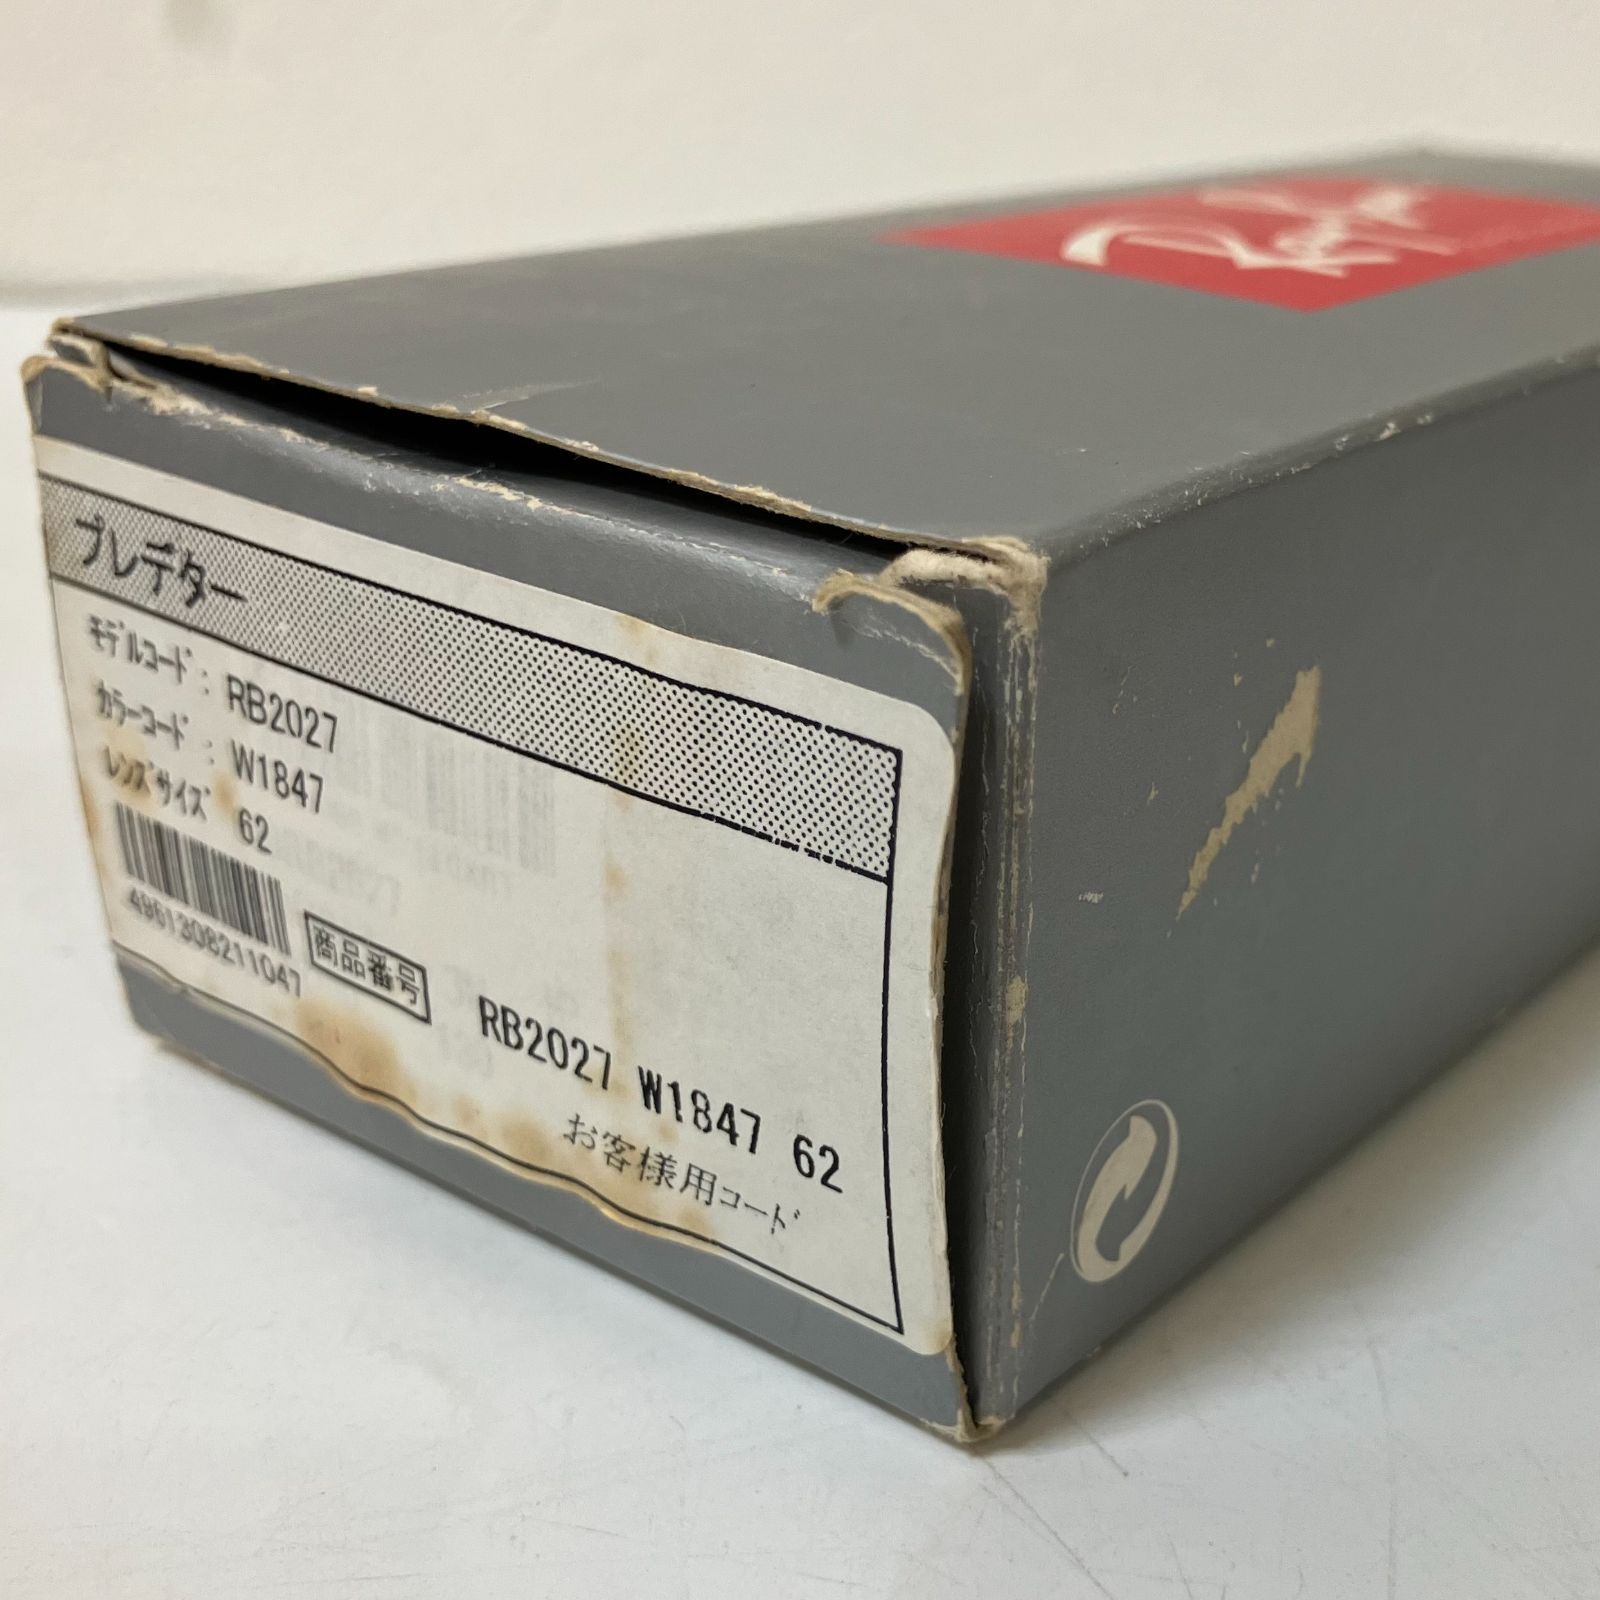 Ray-Ban
プレデター
モデルコード : RB2027
カラーコード : W1847
レンズサイズ 62
4961308211047
商品番号
RB2027 W1847 62
お客様用コード